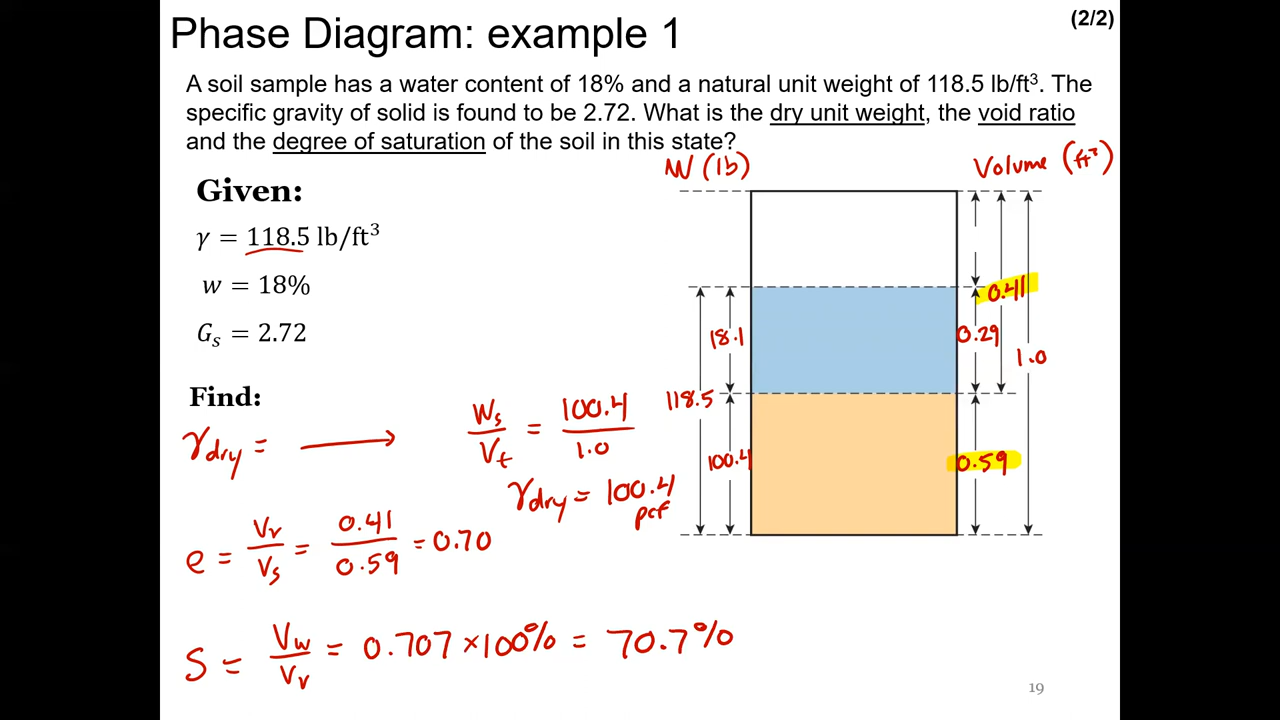 (2/2)
Phase Diagram: example 1
A soil sample has a water content of 18% and a natural unit weight of 118.5 lb/ft³. The
specific gravity of solid is found to be 2.72. What is the dry unit weight, the void ratio
and the degree of saturation of the soil in this state?
W (lb)
Volume (ft³)
Given:
γ = 118.5 lb/ft³
w = 18%
Gₛ = 2.72
Find:
γdry = ⟶
Ws/Vt = 100.4/1.0
γdry = 100.4
pcf
e = Vv/Vs = 0.41/0.59 = 0.70
S = Vw/Vv = 0.707 × 100% = 70.7%
18.1
118.5
100.4
0.41
0.29
1.0
0.59
19